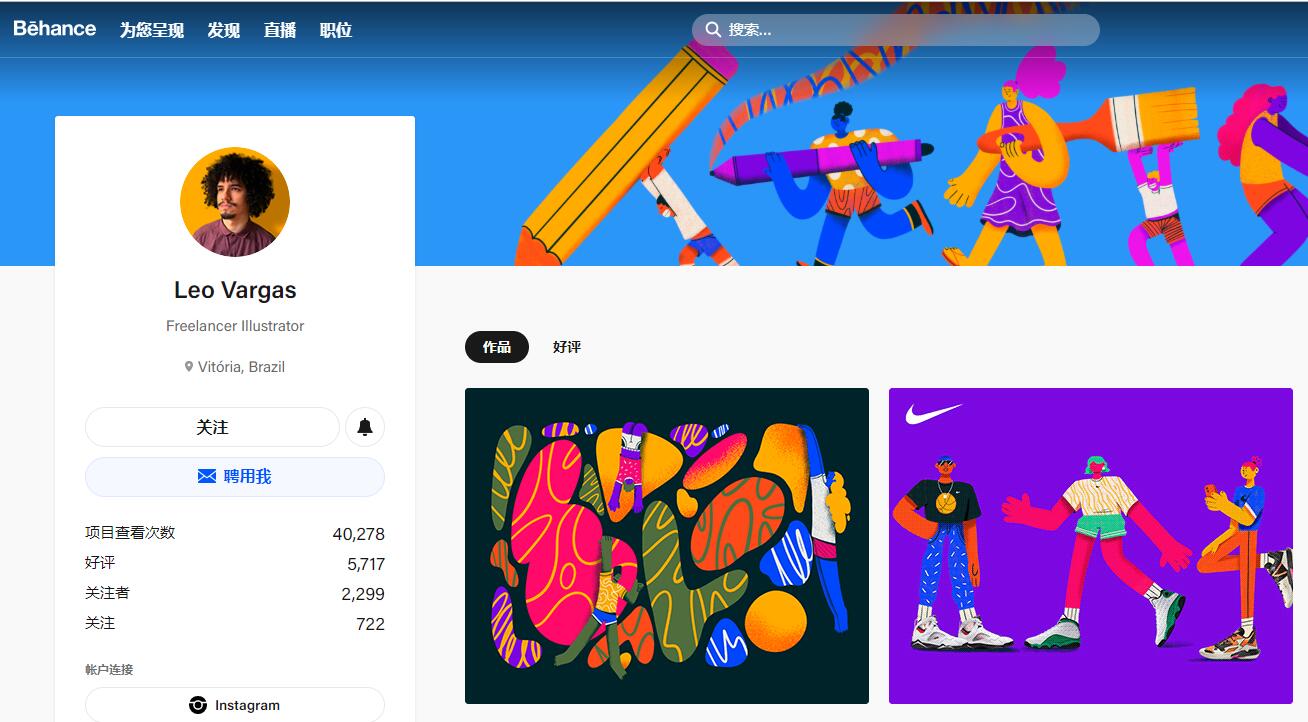 Bēhance 为您呈现 发现 直播 职位
搜索...
Leo Vargas
Freelancer Illustrator
Vitória, Brazil
关注
聘用我
项目查看次数 40,278
好评 5,717
关注者 2,299
关注 722
帐户连接
Instagram
作品 好评